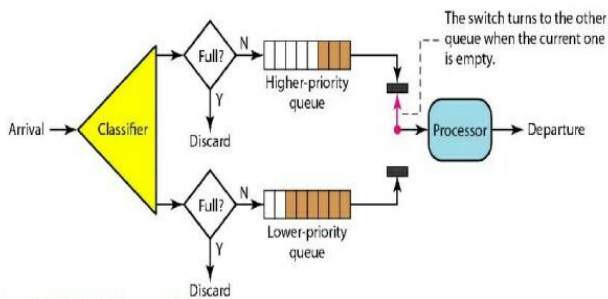 The switch turns to the other
queue when the current one
is empty.
Full?
N
Higher-priority
queue
Y
Discard
Arrival
Classifier
Processor
Departure
Full?
N
Lower-priority
queue
Y
Discard